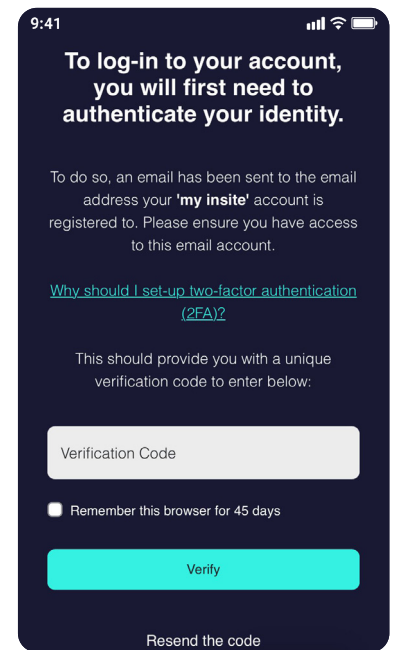 9:41
To log-in to your account,
you will first need to
authenticate your identity.
To do so, an email has been sent to the email
address your 'my insite' account is
registered to. Please ensure you have access
to this email account.
Why should I set-up two-factor authentication
(2FA)?
This should provide you with a unique
verification code to enter below:
Verification Code
Remember this browser for 45 days
Verify
Resend the code